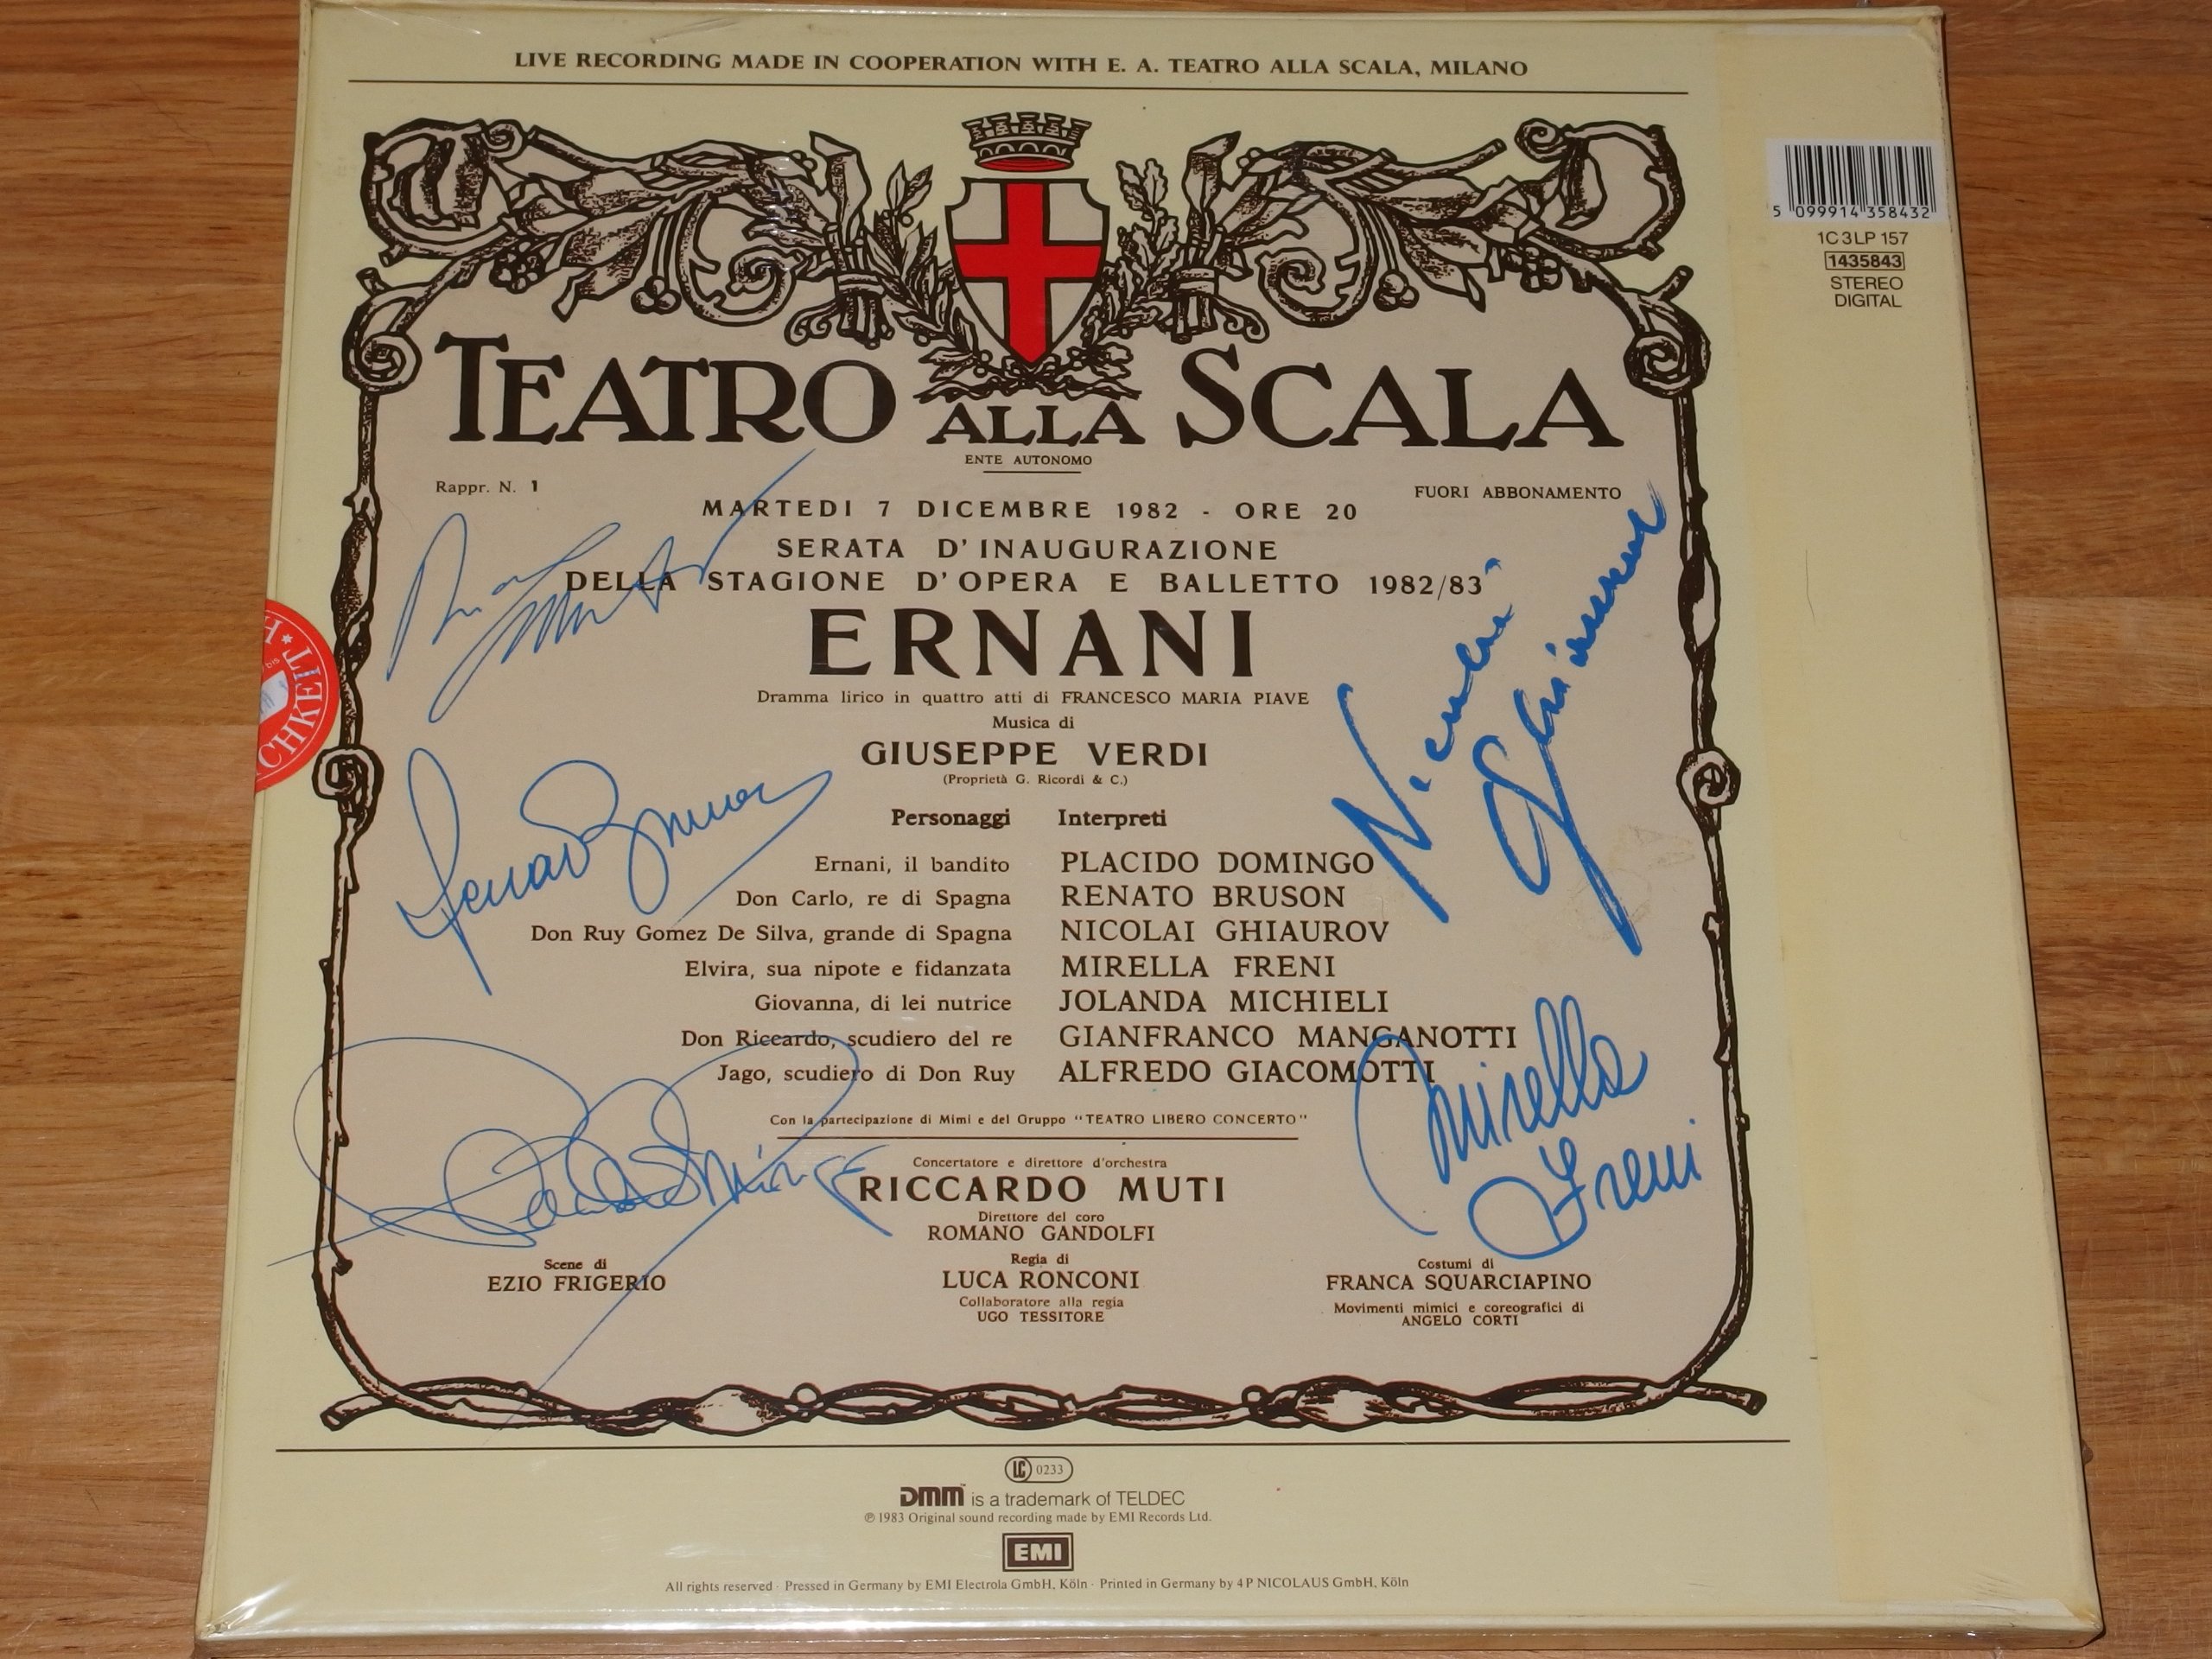 LIVE RECORDING MADE IN COOPERATION WITH E. A. TEATRO ALLA SCALA, MILANO
5 099914 358432
1C 3LP 157
1435843
STEREO
DIGITAL
TEATRO ALLA SCALA
ENTE AUTONOMO
Rappr. N. 1
FUORI ABBONAMENTO
MARTEDI 7 DICEMBRE 1982 - ORE 20
SERATA D'INAUGURAZIONE
DELLA STAGIONE D'OPERA E BALLETTO 1982/83
ERNANI
Dramma lirico in quattro atti di FRANCESCO MARIA PIAVE
Musica di
GIUSEPPE VERDI
(Proprietà G. Ricordi & C.)
Personaggi Interpreti
Ernani, il bandito PLACIDO DOMINGO
Don Carlo, re di Spagna RENATO BRUSON
Don Ruy Gomez De Silva, grande di Spagna NICOLAI GHIAUROV
Elvira, sua nipote e fidanzata MIRELLA FRENI
Giovanna, di lei nutrice JOLANDA MICHIELI
Don Riccardo, scudiero del re GIANFRANCO MANGANOTTI
Jago, scudiero di Don Ruy ALFREDO GIACOMOTTI
Con la partecipazione di Mimi e del Gruppo "TEATRO LIBERO CONCERTO"
Mirella
Freni
Concertatore e direttore d'orchestra
RICCARDO MUTI
Direttore del coro
ROMANO GANDOLFI
Scene di
EZIO FRIGERIO
Regia di
LUCA RONCONI
Collaboratore alla regia
UGO TESSITORE
Costumi di
FRANCA SQUARCIAPINO
Movimenti mimici e coreografici di
ANGELO CORTI
LC 0233
DMM™ is a trademark of TELDEC
℗ 1983 Original sound recording made by EMI Records Ltd.
EMI
All rights reserved · Pressed in Germany by EMI Electrola GmbH, Köln · Printed in Germany by 4P NICOLAUS GmbH, Köln